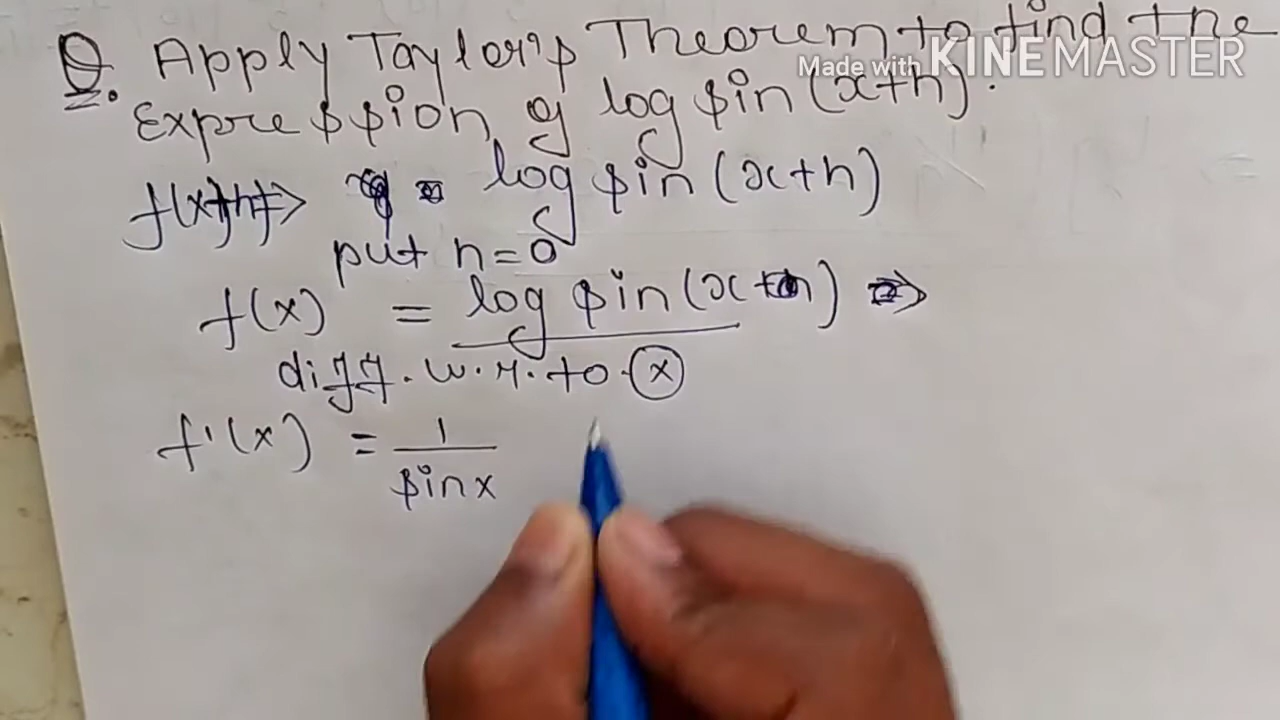 Q. Apply Taylor's Theorem to find the
Made with KINEMASTER
Expression of log sin(x+h).
f(x+h) log sin(x+h)
put h=0
f(x) = log sin(x+h)
diff. w.r. to. x
f'(x) = 1/sinx